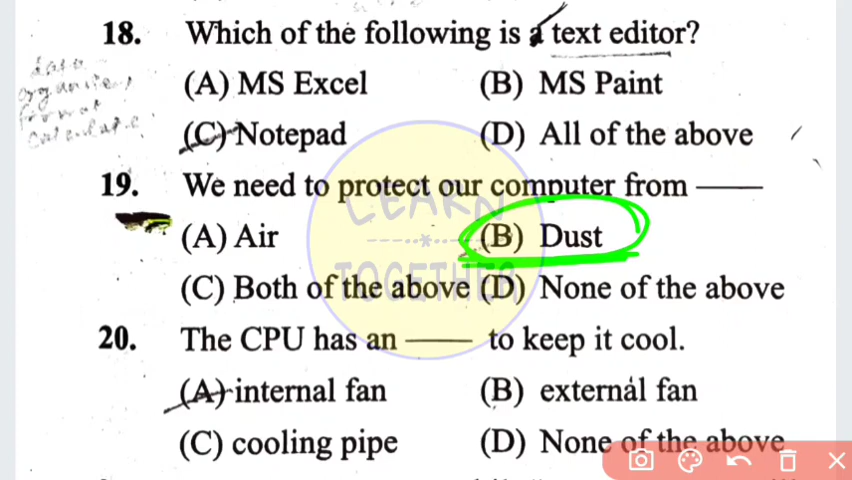 18. Which of the following is a text editor?
(A) MS Excel (B) MS Paint
(C) Notepad (D) All of the above
19. We need to protect our computer from ——
(A) Air (B) Dust
(C) Both of the above (D) None of the above
20. The CPU has an —— to keep it cool.
(A) internal fan (B) external fan
(C) cooling pipe (D) None of the above
LEARN
TOGETHER